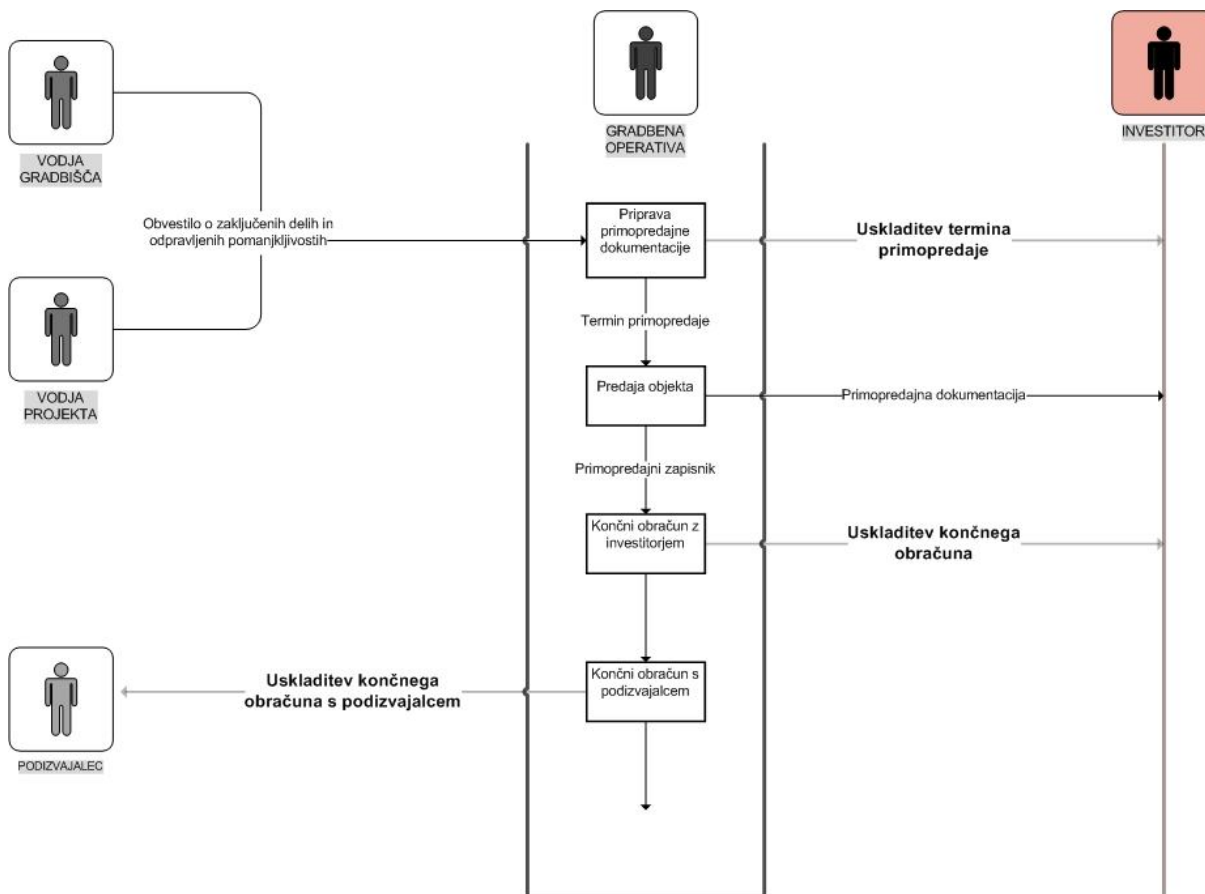 GRADBENA
OPERATIVA
INVESTITOR
VODJA
GRADBIŠČA
Obvestilo o zaključenih delih in
odpravljenih pomanjkljivostih
Priprava
primopredajne
dokumentacije
Uskladitev termina
primopredaje
Termin primopredaje
VODJA
PROJEKTA
Predaja objekta
Primopredajna dokumentacija
Primopredajni zapisnik
Končni obračun z
investitorjem
Uskladitev končnega
obračuna
Končni obračun s
podizvajalcem
Uskladitev končnega
obračuna s podizvajalcem
PODIZVAJALEC